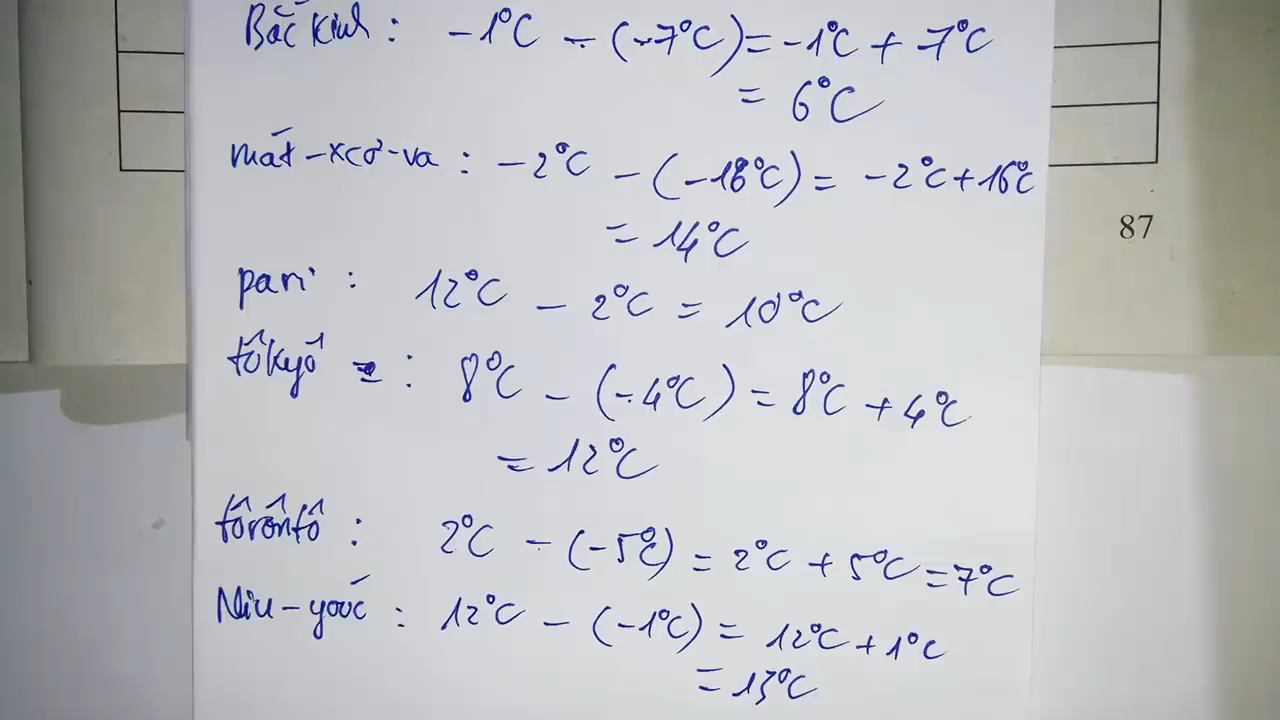 Bắc Kinh : -1°C - (-7°C) = -1°C + 7°C
= 6°C
mát-xcơ-va : -2°C - (-16°C) = -2°C + 16°C
= 14°C
87
pari : 12°C - 2°C = 10°C
tôkyô : 8°C - (-4°C) = 8°C + 4°C
= 12°C
tôrôntô : 2°C - (-5°C) = 2°C + 5°C = 7°C
Niu-yoóc : 12°C - (-1°C) = 12°C + 1°C
= 13°C